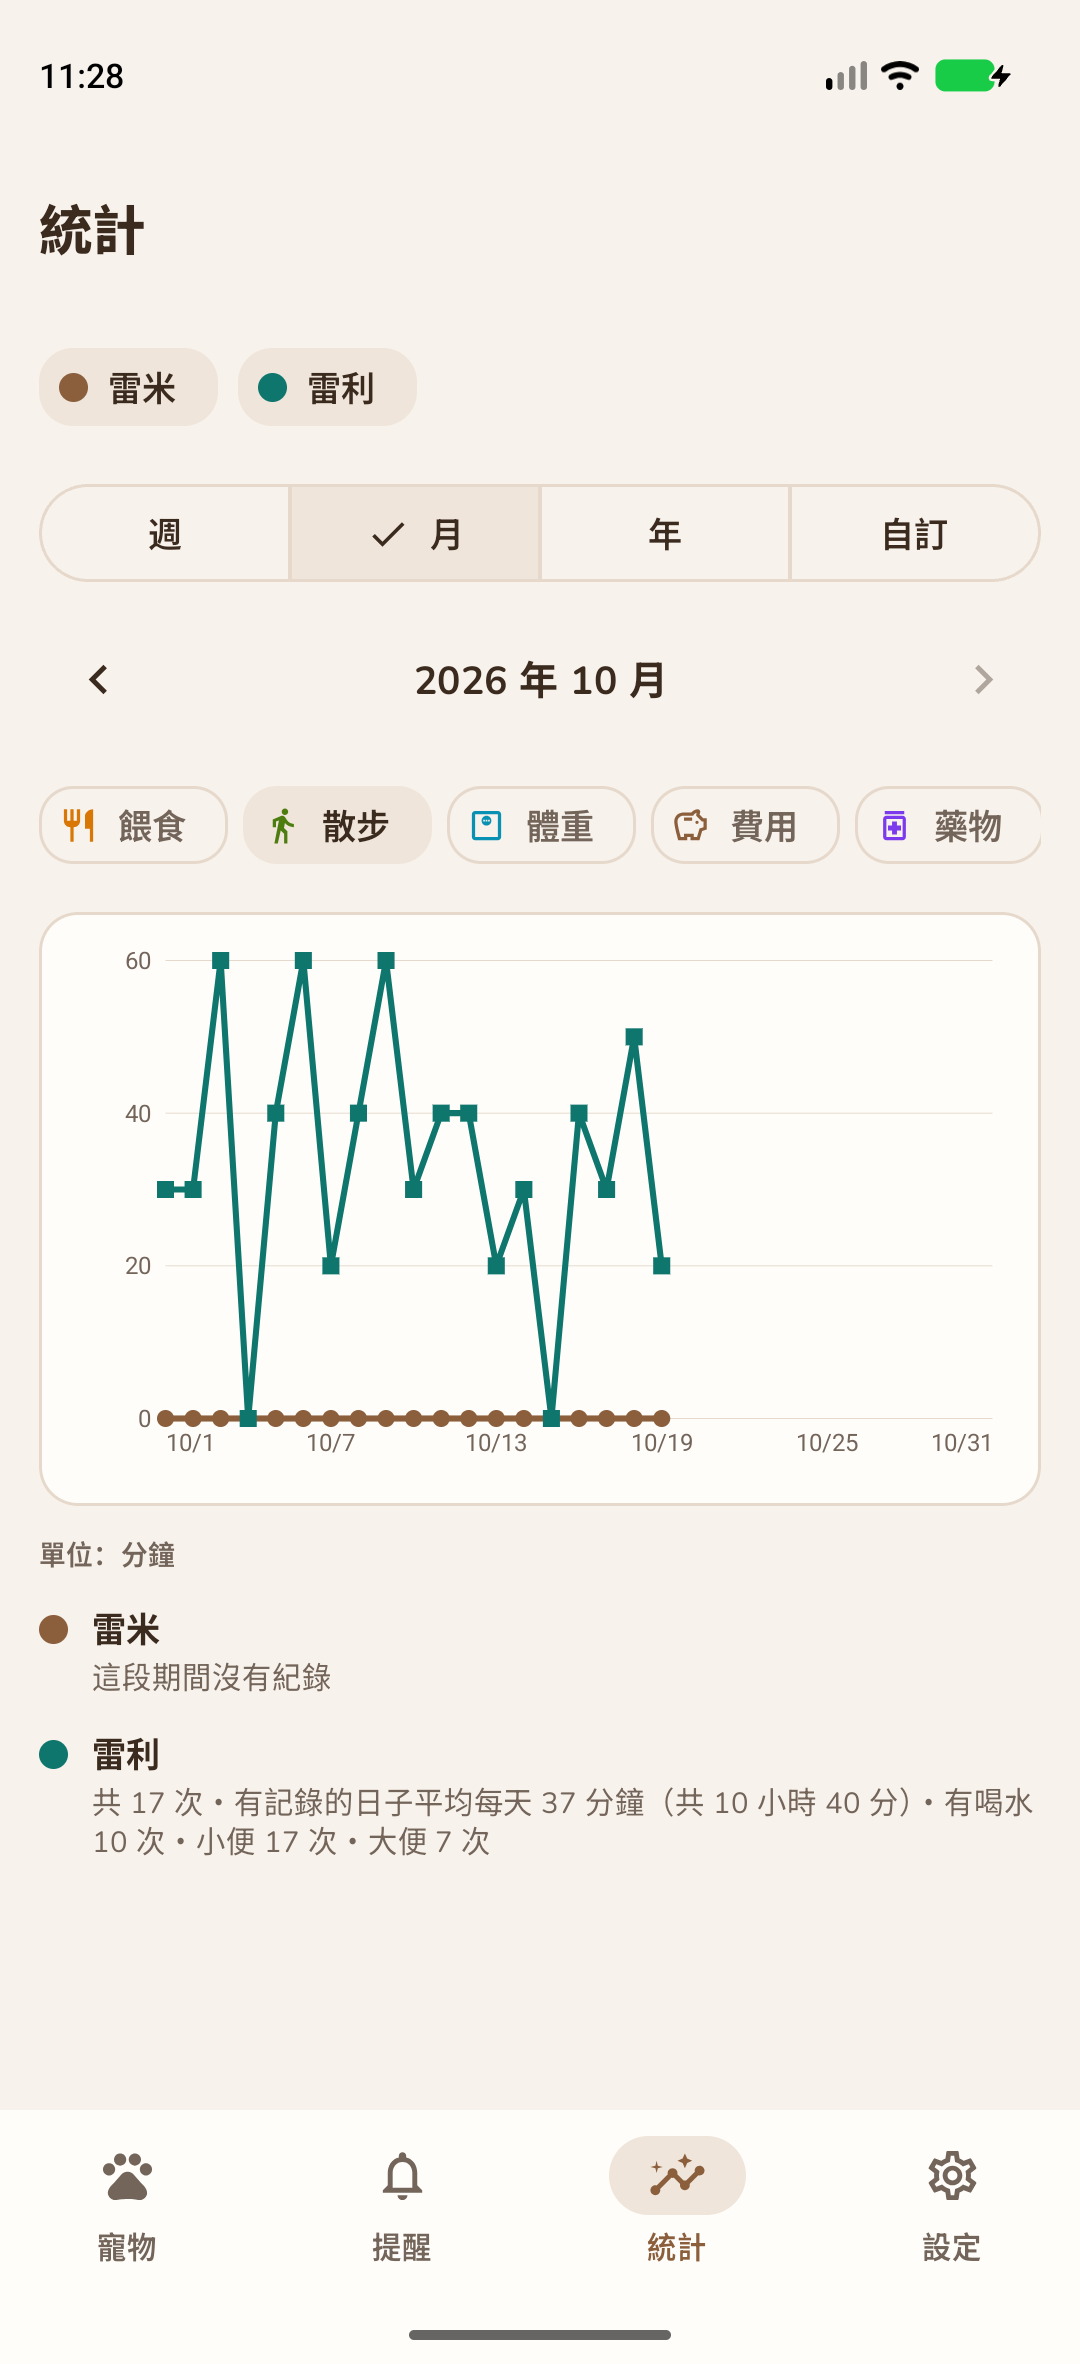 11:28
統計
雷米
雷利
週
月
年
自訂
2026 年 10 月
餵食
散步
體重
費用
藥物
60
40
20
0
10/1
10/7
10/13
10/19
10/25
10/31
單位：分鐘
雷米
這段期間沒有紀錄
雷利
共 17 次・有記錄的日子平均每天 37 分鐘（共 10 小時 40 分）・有喝水
10 次・小便 17 次・大便 7 次
寵物
提醒
統計
設定